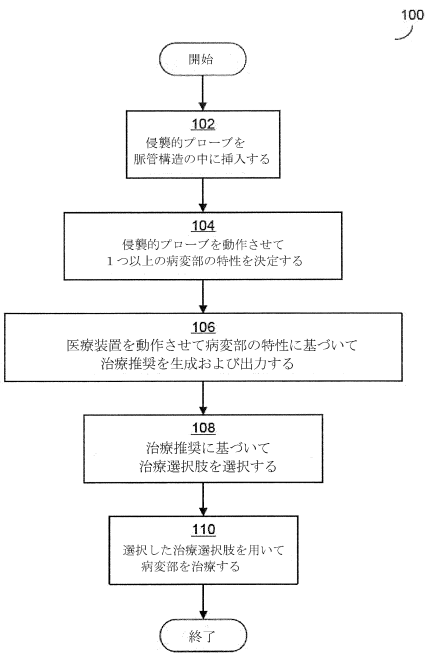 100
開始
102
侵襲的プローブを
脈管構造の中に挿入する
104
侵襲的プローブを動作させて
1つ以上の病変部の特性を決定する
106
医療装置を動作させて病変部の特性に基づいて
治療推奨を生成および出力する
108
治療推奨に基づいて
治療選択肢を選択する
110
選択した治療選択肢を用いて
病変部を治療する
終了